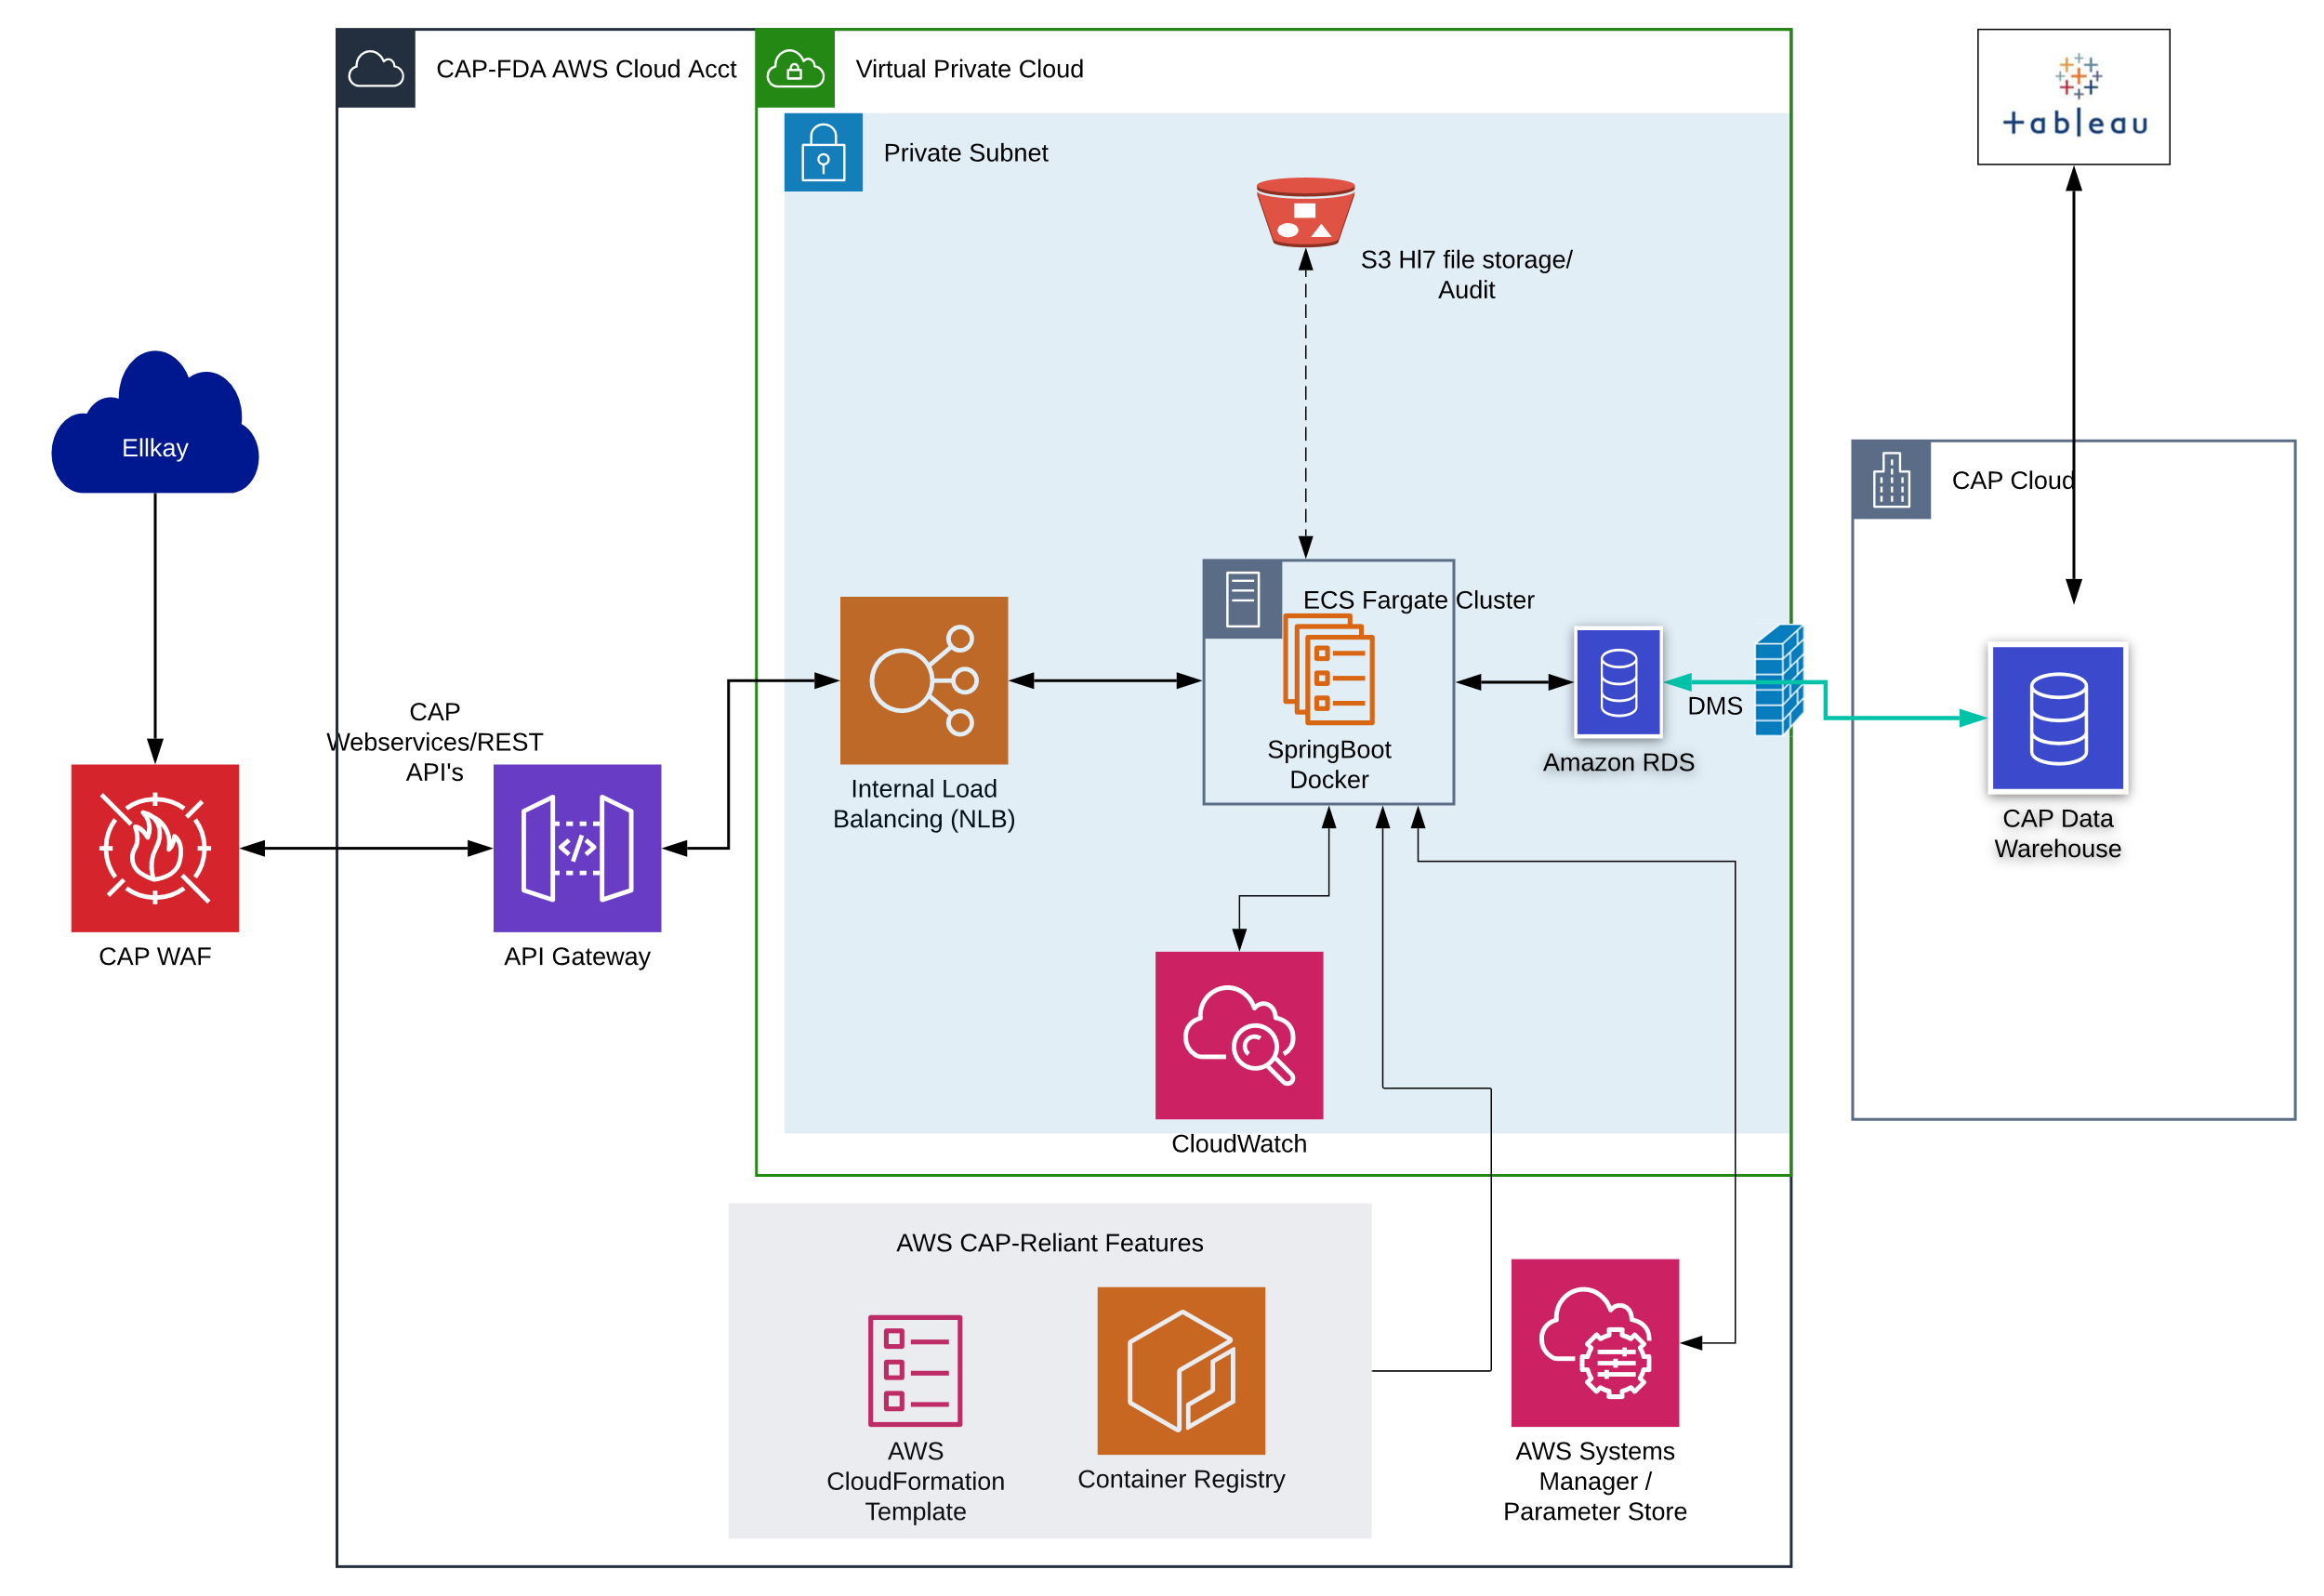 CAP-FDA AWS Cloud Acct
Virtual Private Cloud
Private Subnet
tableau
S3 Hl7 file storage/
Audit
Ellkay
CAP Cloud
ECS Fargate Cluster
SpringBoot
Docker
DMS
Amazon RDS
CAP
Webservices/REST
API's
Internal Load
Balancing (NLB)
CAP Data
Warehouse
CAP WAF
API Gateway
CloudWatch
AWS CAP-Reliant Features
AWS
CloudFormation
Template
Container Registry
AWS Systems
Manager /
Parameter Store